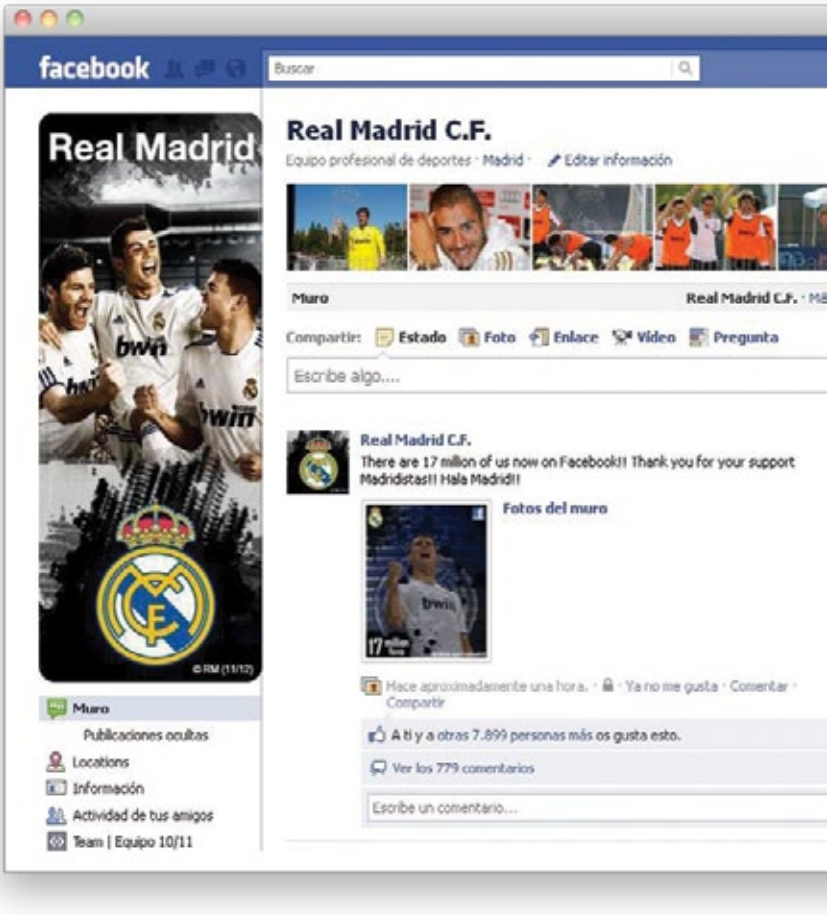 facebook
Buscar
Real Madrid
Real Madrid C.F.
Equipo profesional de deportes · Madrid · Editar información
bwin
bwin
© RM (11/12)
Muro
Real Madrid C.F. · Má
Compartir: Estado Foto Enlace Vídeo Pregunta
Escribe algo....
Real Madrid C.F.
There are 17 million of us now on Facebook!! Thank you for your support
Madridistas!! Hala Madrid!!
Fotos del muro
bwin
17 million
Hace aproximadamente una hora. · Ya no me gusta · Comentar ·
Compartir
A ti y a otras 7.899 personas más os gusta esto.
Ver los 779 comentarios
Escribe un comentario...
Muro
Publicaciones ocultas
Locations
Información
Actividad de tus amigos
Team | Equipo 10/11